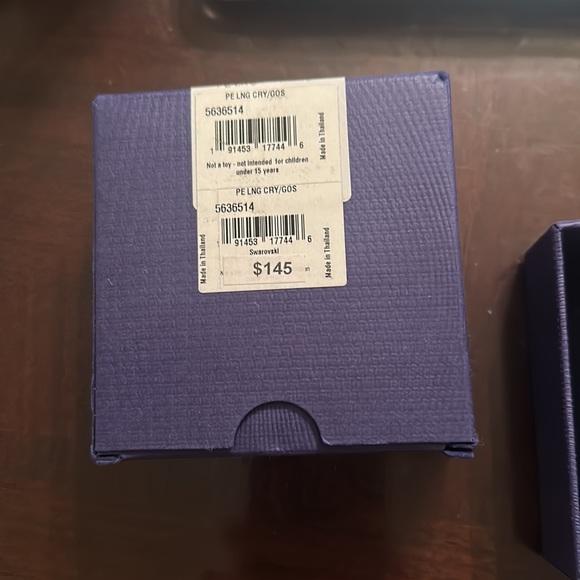 PE LNG CRY/GOS
5636514
1 91453 17744 6
Made in Thailand
Not a toy - not intended for children
under 15 years
PE LNG CRY/GOS
5636514
91453 17744 6
Swarovski
Made in Thailand
$145
Made in Thailand